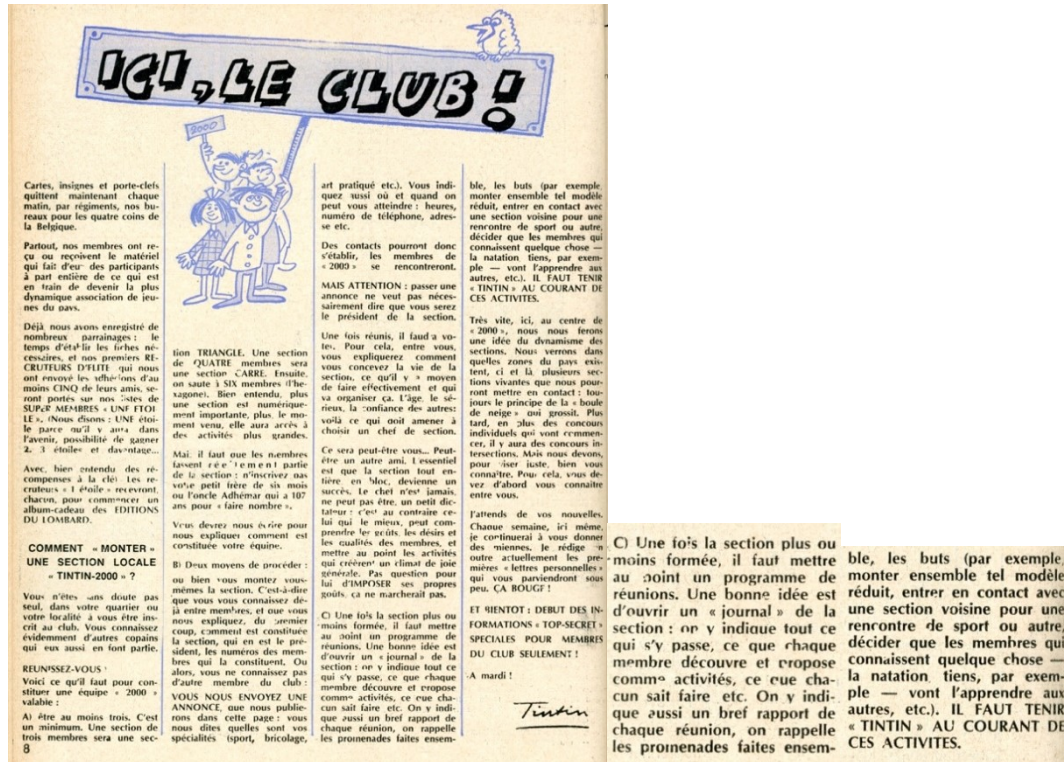 ICI, LE CLUB !
2000
Cartes, insignes et porte-clefs
quittent maintenant chaque
matin, par régiments, nos bu-
reaux pour les quatre coins de
la Belgique.
Partout, nos membres ont re-
çu ou reçoivent le matériel
qui fait d'eux des participants
à part entière de ce qui est
en train de devenir la plus
dynamique association de jeu-
nes du pays.
Déjà nous avons enregistré de
nombreux parrainages : le
temps d'établir les fiches né-
cessaires, et nos premiers RE-
CRUTEURS D'ELITE qui nous
ont envoyé les adhésions d'au
moins CINQ de leurs amis, se-
ront portés sur nos listes de
SUPER MEMBRES « UNE ETOI
LE ». (Nous disons : UNE étoi-
le parce qu'il y aura dans
l'avenir, possibilité de gagner
2, 3 étoiles et davantage...
Avec, bien entendu des ré-
compenses à la clé! Les re-
cruteurs « 1 étoile » recevront,
chacun, pour commencer un
album-cadeau des EDITIONS
DU LOMBARD.
COMMENT « MONTER »
UNE SECTION LOCALE
« TINTIN-2000 » ?
Vous n'êtes sans doute pas
seul, dans votre quartier ou
votre localité à vous être ins-
crit au club. Vous connaissez
évidemment d'autres copains
qui eux aussi en font partie.
REUNISSEZ-VOUS !
Voici ce qu'il faut pour con-
stituer une équipe « 2000 »
valable :
A) être au moins trois. C'est
un minimum. Une section de
trois membres sera une sec-
8
tion TRIANGLE. Une section
de QUATRE membres sera
une section CARRE. Ensuite,
on saute à SIX membres (l'he-
xagone). Bien entendu, plus
une section est numérique-
ment importante, plus, le mo-
ment venu, elle aura accès à
des activités plus grandes.
Mais il faut que les membres
fassent réellement partie
de la section : n'inscrivez pas
votre petit frère de six mois
ou l'oncle Adhémar qui a 107
ans pour « faire nombre ».
Vous devrez nous écrire pour
nous expliquer comment est
constituée votre équipe.
B) Deux moyens de procéder :
ou bien vous montez vous-
mêmes la section. C'est-à-dire
que vous vous connaissez dé-
jà entre membres, et que vous
nous expliquez, du premier
coup, comment est constituée
la section, qui en est le pré-
sident, les numéros des mem-
bres qui la constituent. Ou
alors, vous ne connaissez pas
d'autre membre du club :
VOUS NOUS ENVOYEZ UNE
ANNONCE, que nous publie-
rons dans cette page : vous
nous dites quelles sont vos
spécialités (sport, bricolage,
art pratiqué etc.). Vous indi-
quez aussi où et quand on
peut vous atteindre : heures,
numéro de téléphone, adres-
se etc.
Des contacts pourront donc
s'établir, les membres de
« 2000 » se rencontreront.
MAIS ATTENTION : passer une
annonce ne veut pas néces-
sairement dire que vous serez
le président de la section.
Une fois réunis, il faudra vo-
ter. Pour cela, entre vous,
vous expliquerez comment
vous concevez la vie de la
section, ce qu'il y a moyen
de faire effectivement et qui
va organiser ça. L'âge, le sé-
rieux, la confiance des autres:
voilà ce qui doit amener à
choisir un chef de section.
Ce sera peut-être vous... Peut-
être un autre ami. L'essentiel
est que la section tout en-
tière, en bloc, devienne un
succès. Le chef n'est jamais,
ne peut pas être, un petit dic-
tateur : c'est au contraire ce-
lui qui le mieux, peut com-
prendre les goûts, les désirs et
les qualités des membres, et
mettre au point les activités
qui créeront un climat de joie
générale. Pas question pour
lui d'IMPOSER ses propres
goûts, ça ne marcherait pas.
C) Une fois la section plus ou
moins formée, il faut mettre
au point un programme de
réunions. Une bonne idée est
d'ouvrir un « journal » de la
section : on y indique tout ce
qui s'y passe, ce que chaque
membre découvre et propose
comme activités, ce que cha-
cun sait faire etc. On y indi-
que aussi un bref rapport de
chaque réunion, on rappelle
les promenades faites ensem-
ble, les buts (par exemple
monter ensemble tel modèle
réduit, entrer en contact avec
une section voisine pour une
rencontre de sport ou autre,
décider que les membres qui
connaissent quelque chose —
la natation tiens, par exem-
ple — vont l'apprendre aux
autres, etc.). IL FAUT TENIR
« TINTIN » AU COURANT DE
CES ACTIVITES.
Très vite, ici, au centre de
« 2000 », nous nous ferons
une idée du dynamisme des
sections. Nous verrons dans
quelles zones du pays exis-
tent, ci et là, plusieurs sec-
tions vivantes que nous pour-
rons mettre en contact : tou-
jours le principe de la « boule
de neige » qui grossit. Plus
tard, en plus des concours
individuels qui vont commen-
cer, il y aura des concours in-
tersections. Mais nous devons,
pour viser juste, bien vous
connaître. Pour cela, vous de-
vez d'abord vous connaître
entre vous.
J'attends de vos nouvelles.
Chaque semaine, ici même,
je continuerai à vous donner
des miennes. Je rédige en
outre actuellement les pre-
mières « lettres personnelles »
qui vous parviendront sous
peu. ÇA BOUGE !
ET BIENTOT : DEBUT DES IN-
FORMATIONS « TOP-SECRET »
SPECIALES POUR MEMBRES
DU CLUB SEULEMENT !
A mardi !
Tintin
C) Une fois la section plus ou
moins formée, il faut mettre
au point un programme de
réunions. Une bonne idée est
d'ouvrir un « journal » de la
section : on y indique tout ce
qui s'y passe, ce que chaque
membre découvre et propose
comme activités, ce que cha-
cun sait faire etc. On y indi-
que aussi un bref rapport de
chaque réunion, on rappelle
les promenades faites ensem-
ble, les buts (par exemple,
monter ensemble tel modèle
réduit, entrer en contact avec
une section voisine pour une
rencontre de sport ou autre,
décider que les membres qui
connaissent quelque chose —
la natation tiens, par exem-
ple — vont l'apprendre aux
autres, etc.). IL FAUT TENIR
« TINTIN » AU COURANT DE
CES ACTIVITES.